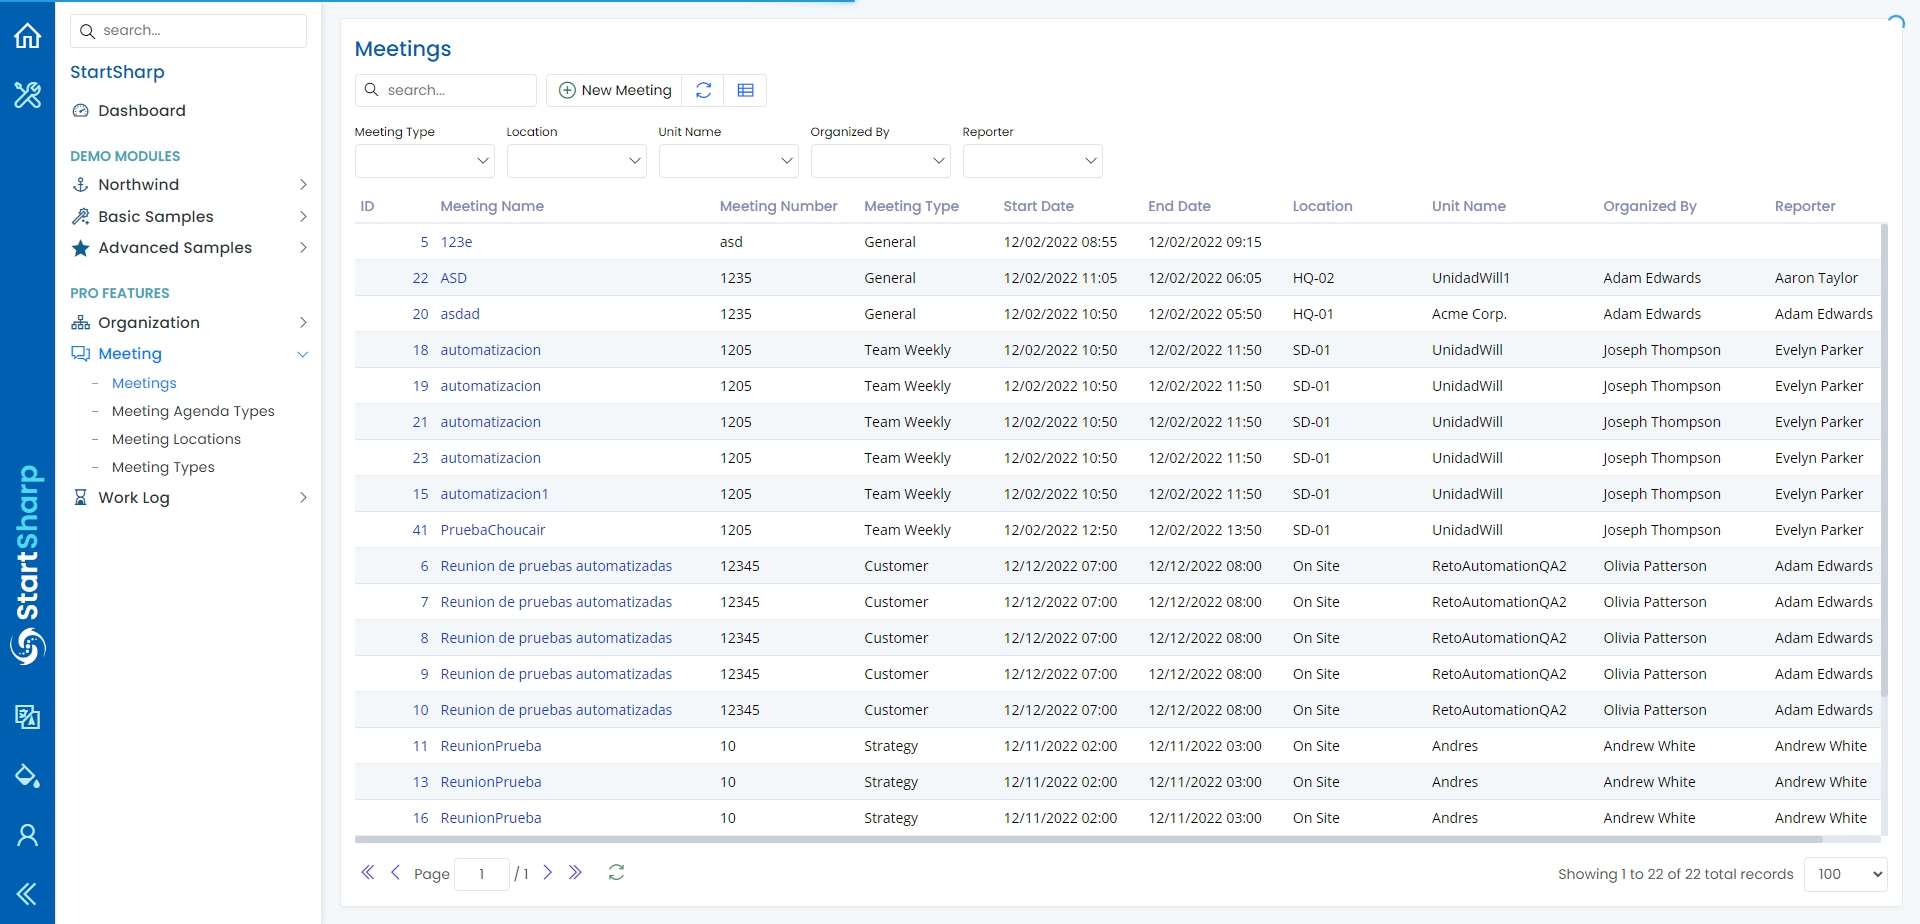 search...
StartSharp
Dashboard
DEMO MODULES
Northwind
Basic Samples
Advanced Samples
PRO FEATURES
Organization
Meeting
Meetings
Meeting Agenda Types
Meeting Locations
Meeting Types
Work Log
StartSharp
Meetings
search...
New Meeting
Meeting Type Location Unit Name Organized By Reporter
ID Meeting Name Meeting Number Meeting Type Start Date End Date Location Unit Name Organized By Reporter
5 123e asd General 12/02/2022 08:55 12/02/2022 09:15
22 ASD 1235 General 12/02/2022 11:05 12/02/2022 06:05 HQ-02 UnidadWill1 Adam Edwards Aaron Taylor
20 asdad 1235 General 12/02/2022 10:50 12/02/2022 05:50 HQ-01 Acme Corp. Adam Edwards Adam Edwards
18 automatizacion 1205 Team Weekly 12/02/2022 10:50 12/02/2022 11:50 SD-01 UnidadWill Joseph Thompson Evelyn Parker
19 automatizacion 1205 Team Weekly 12/02/2022 10:50 12/02/2022 11:50 SD-01 UnidadWill Joseph Thompson Evelyn Parker
21 automatizacion 1205 Team Weekly 12/02/2022 10:50 12/02/2022 11:50 SD-01 UnidadWill Joseph Thompson Evelyn Parker
23 automatizacion 1205 Team Weekly 12/02/2022 10:50 12/02/2022 11:50 SD-01 UnidadWill Joseph Thompson Evelyn Parker
15 automatizacion1 1205 Team Weekly 12/02/2022 10:50 12/02/2022 11:50 SD-01 UnidadWill Joseph Thompson Evelyn Parker
41 PruebaChoucair 1205 Team Weekly 12/02/2022 12:50 12/02/2022 13:50 SD-01 UnidadWill Joseph Thompson Evelyn Parker
6 Reunion de pruebas automatizadas 12345 Customer 12/12/2022 07:00 12/12/2022 08:00 On Site RetoAutomationQA2 Olivia Patterson Adam Edwards
7 Reunion de pruebas automatizadas 12345 Customer 12/12/2022 07:00 12/12/2022 08:00 On Site RetoAutomationQA2 Olivia Patterson Adam Edwards
8 Reunion de pruebas automatizadas 12345 Customer 12/12/2022 07:00 12/12/2022 08:00 On Site RetoAutomationQA2 Olivia Patterson Adam Edwards
9 Reunion de pruebas automatizadas 12345 Customer 12/12/2022 07:00 12/12/2022 08:00 On Site RetoAutomationQA2 Olivia Patterson Adam Edwards
10 Reunion de pruebas automatizadas 12345 Customer 12/12/2022 07:00 12/12/2022 08:00 On Site RetoAutomationQA2 Olivia Patterson Adam Edwards
11 ReunionPrueba 10 Strategy 12/11/2022 02:00 12/11/2022 03:00 On Site Andres Andrew White Andrew White
13 ReunionPrueba 10 Strategy 12/11/2022 02:00 12/11/2022 03:00 On Site Andres Andrew White Andrew White
16 ReunionPrueba 10 Strategy 12/11/2022 02:00 12/11/2022 03:00 On Site Andres Andrew White Andrew White
Page 1 / 1 Showing 1 to 22 of 22 total records 100